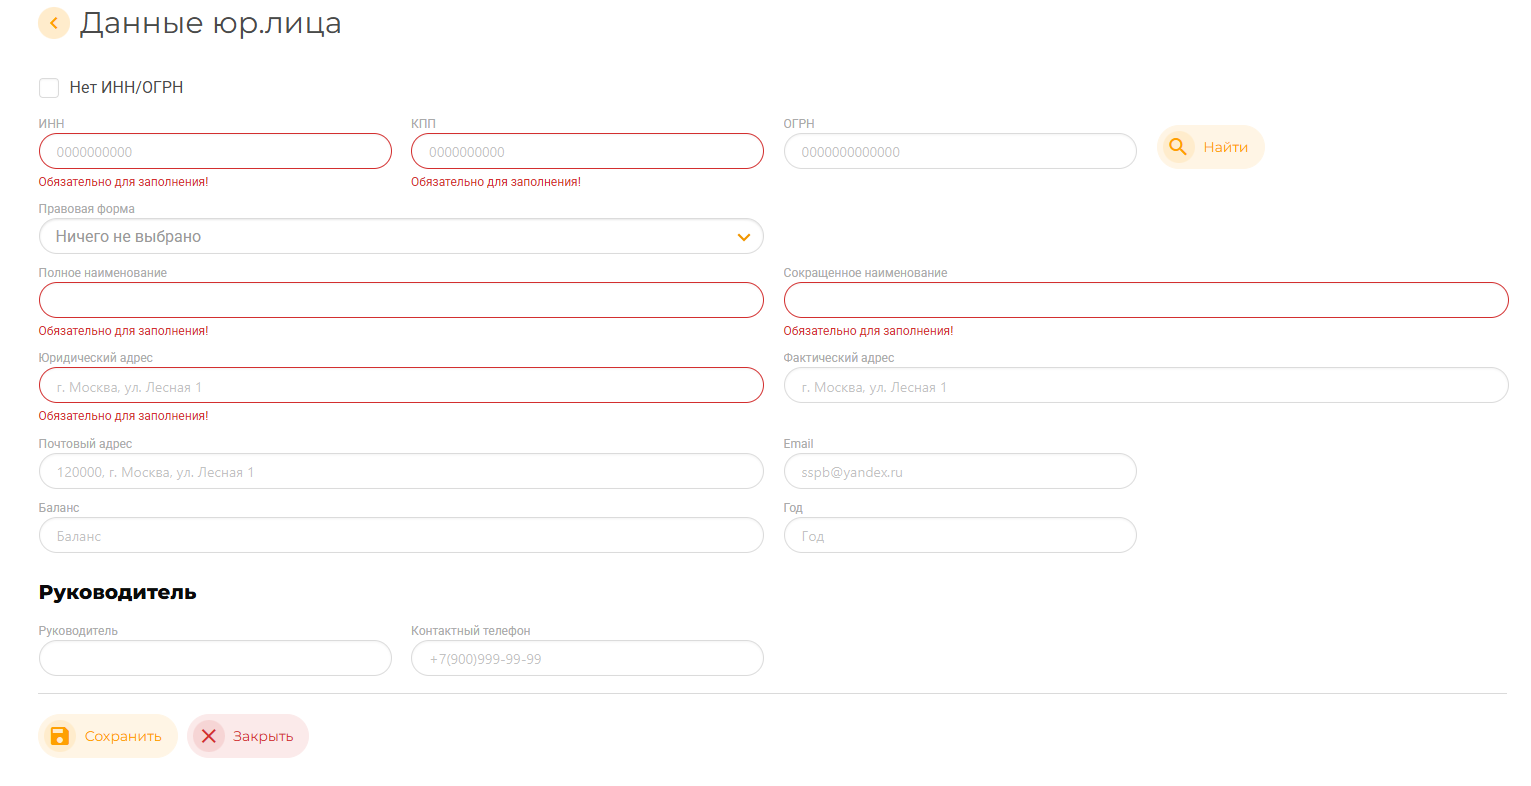 Данные юр.лица
Нет ИНН/ОГРН
ИНН КПП ОГРН
0000000000 0000000000 0000000000000 Найти
Обязательно для заполнения! Обязательно для заполнения!
Правовая форма
Ничего не выбрано
Полное наименование Сокращенное наименование
Обязательно для заполнения! Обязательно для заполнения!
Юридический адрес Фактический адрес
г. Москва, ул. Лесная 1 г. Москва, ул. Лесная 1
Обязательно для заполнения!
Почтовый адрес Email
120000, г. Москва, ул. Лесная 1 sspb@yandex.ru
Баланс Год
Баланс Год
Руководитель
Руководитель Контактный телефон
+7(900)999-99-99
Сохранить Закрыть